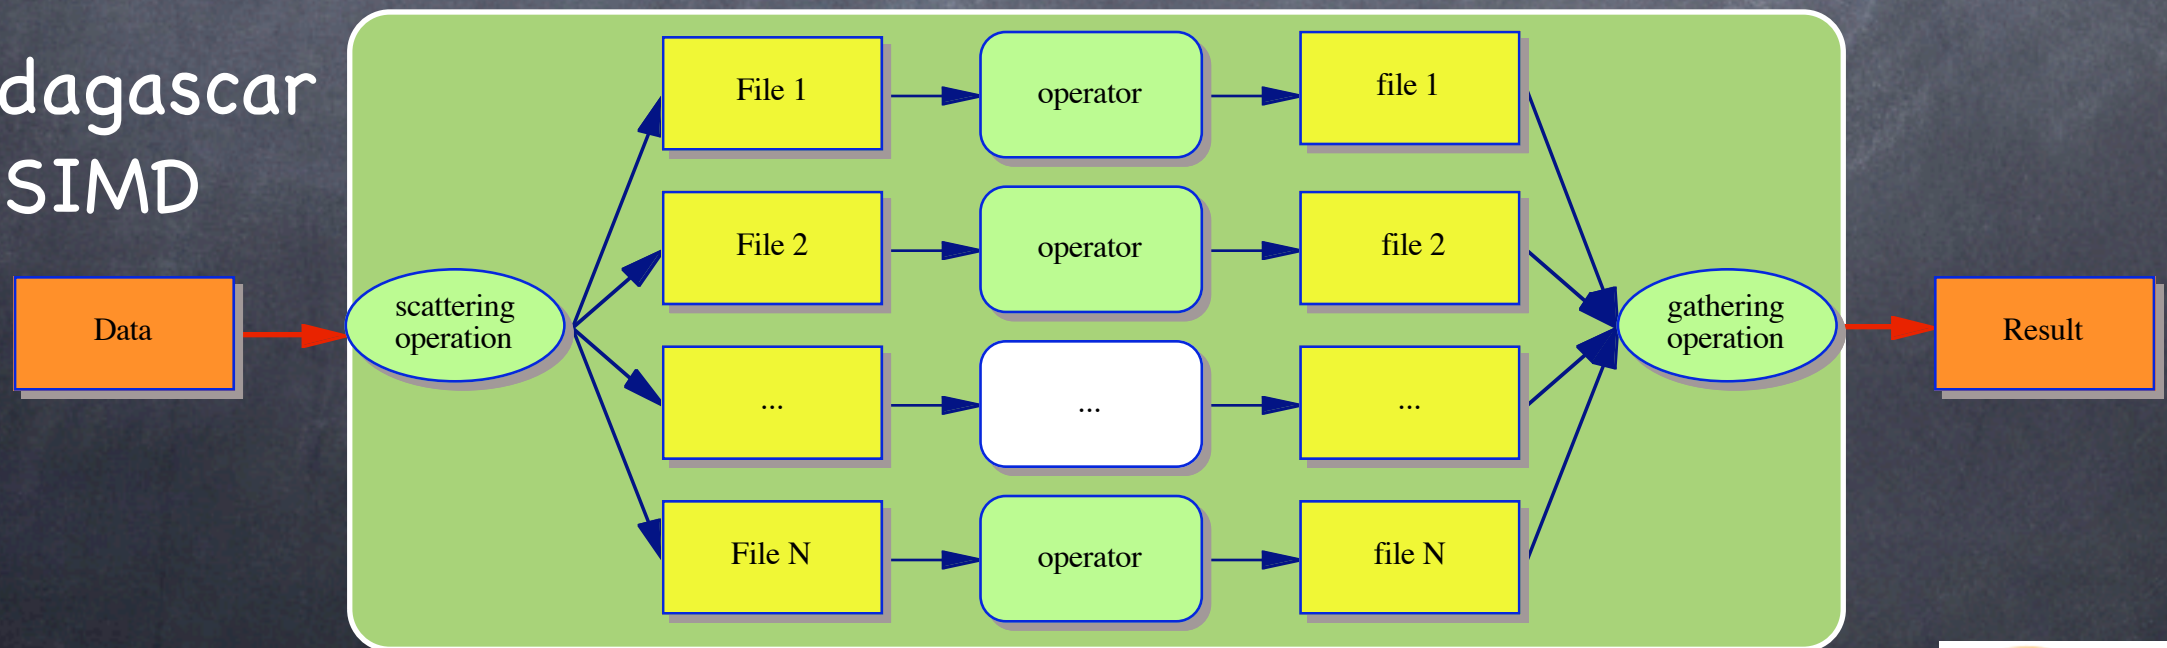 dagascar
SIMD
Data
scattering
operation
File 1
operator
file 1
File 2
operator
file 2
...
...
...
File N
operator
file N
gathering
operation
Result